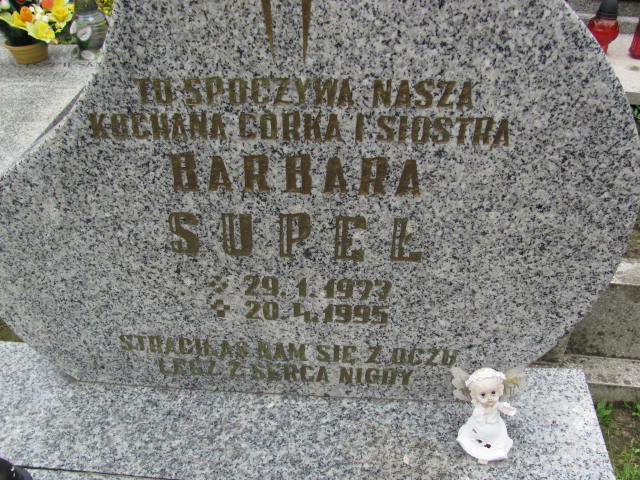 TU SPOCZYWA NASZA
KOCHANA CÓRKA I SIOSTRA
BARBARA
SUPEŁ
* 29.1.1977
✝ 20.4.1995
STRACIŁAŚ NAM SIĘ Z OCZU
LECZ Z SERCA NIGDY